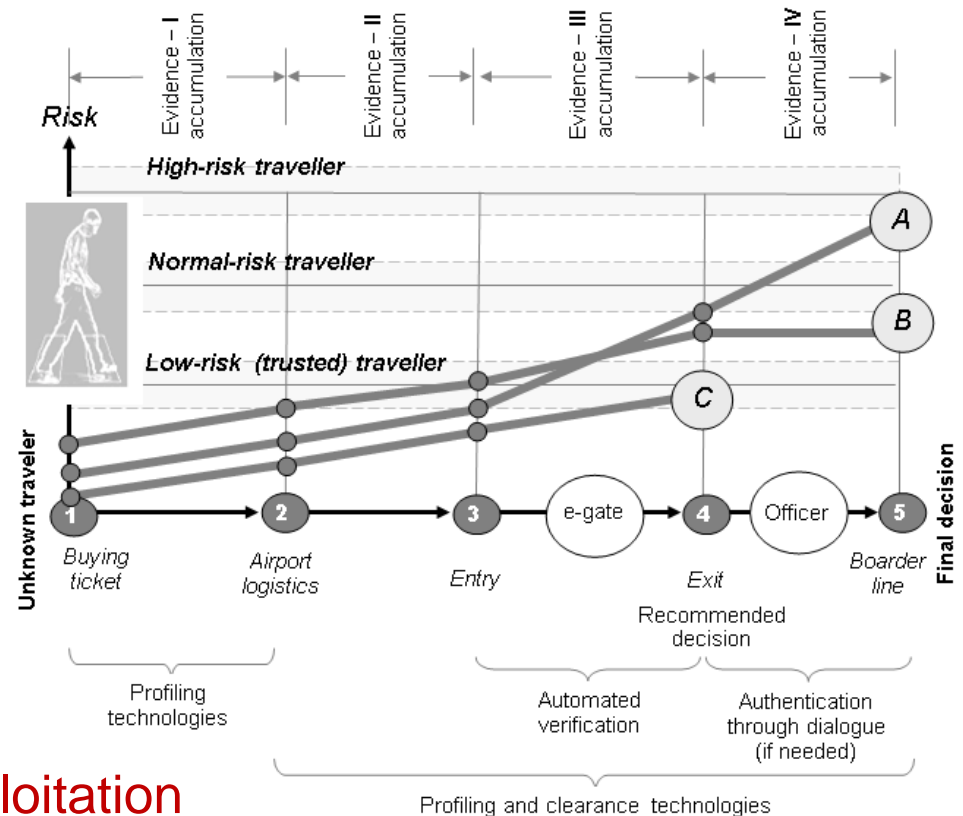 Evidence – I
accumulation
Evidence – II
accumulation
Evidence – III
accumulation
Evidence – IV
accumulation
Risk
High-risk traveller
A
Normal-risk traveller
B
Low-risk (trusted) traveller
C
Unknown traveler
1
2
3
e-gate
4
Officer
5
Final decision
Buying
ticket
Airport
logistics
Entry
Exit
Boarder
line
Recommended
decision
Profiling
technologies
Automated
verification
Authentication
through dialogue
(if needed)
loitation
Profiling and clearance technologies